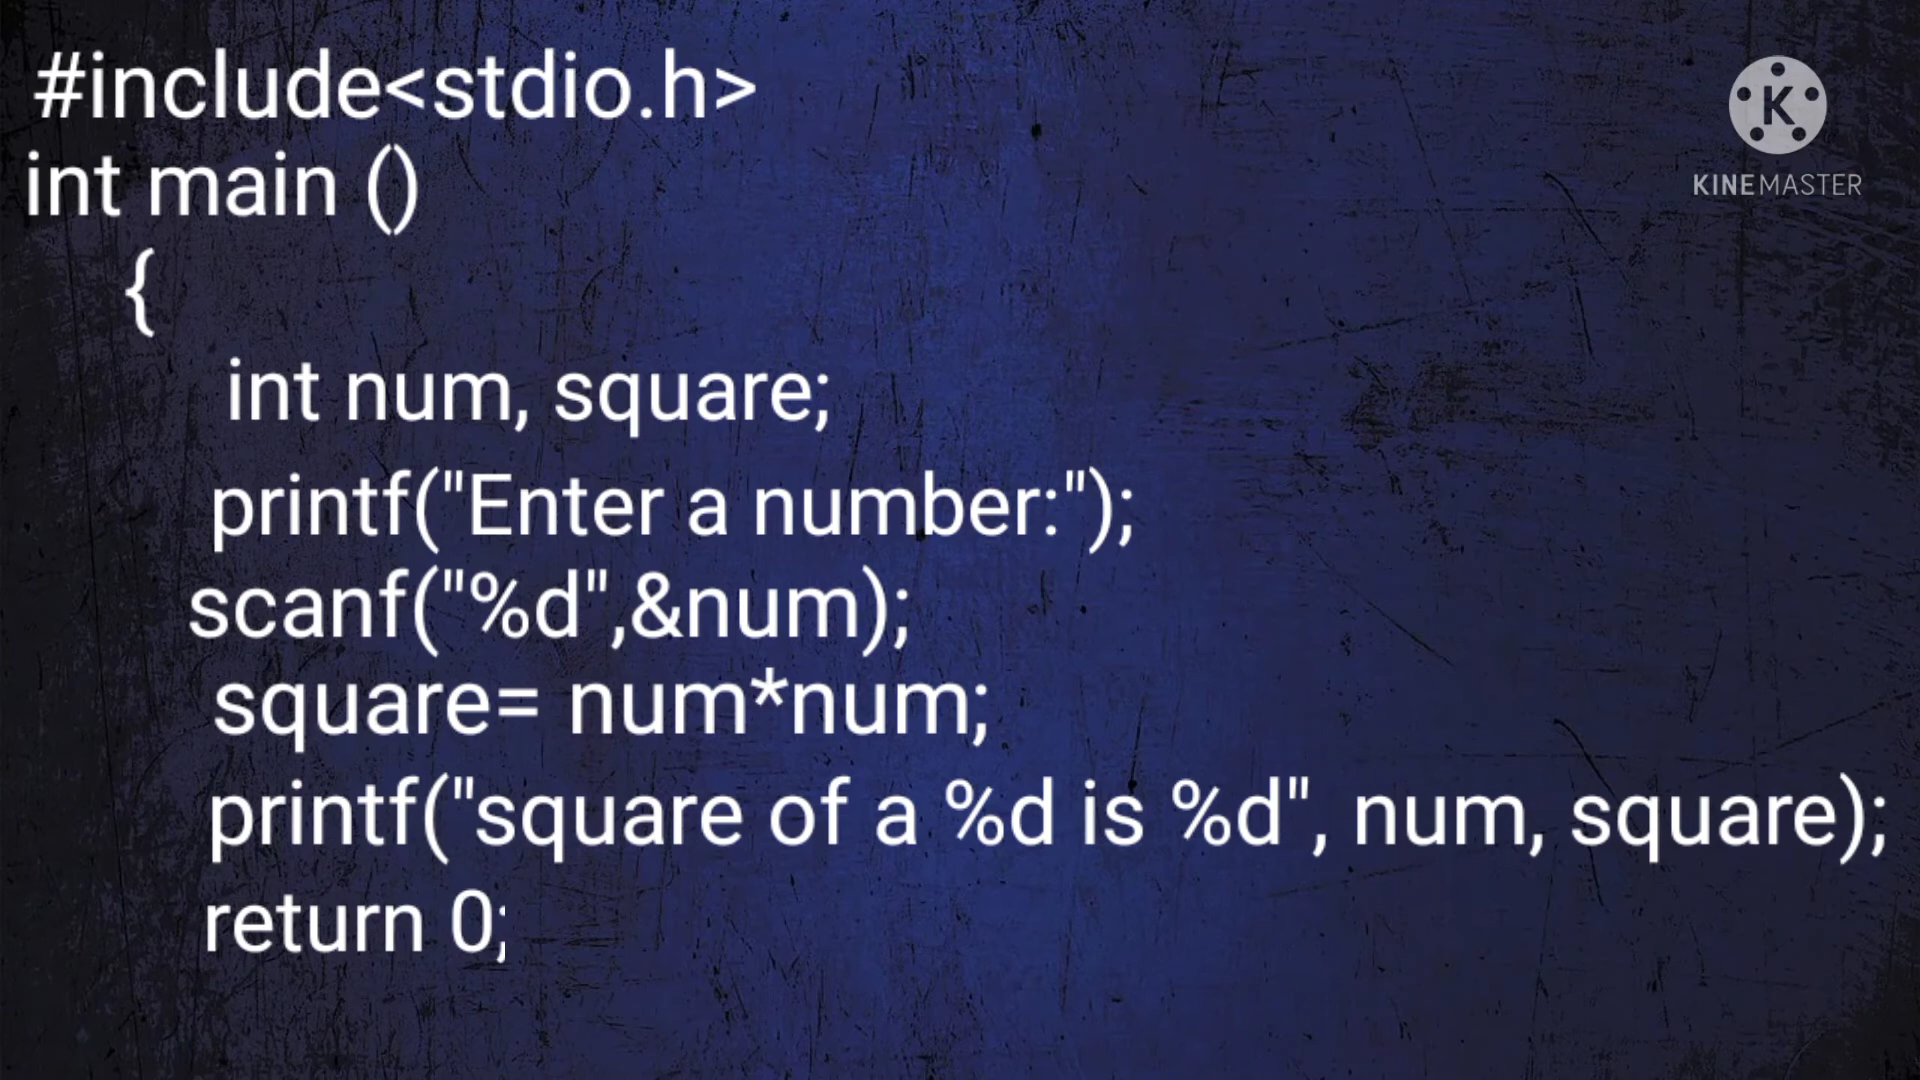 #include<stdio.h>
int main ()
{
int num, square;
printf("Enter a number:");
scanf("%d",&num);
square= num*num;
printf("square of a %d is %d", num, square);
return 0;
K
KINEMASTER